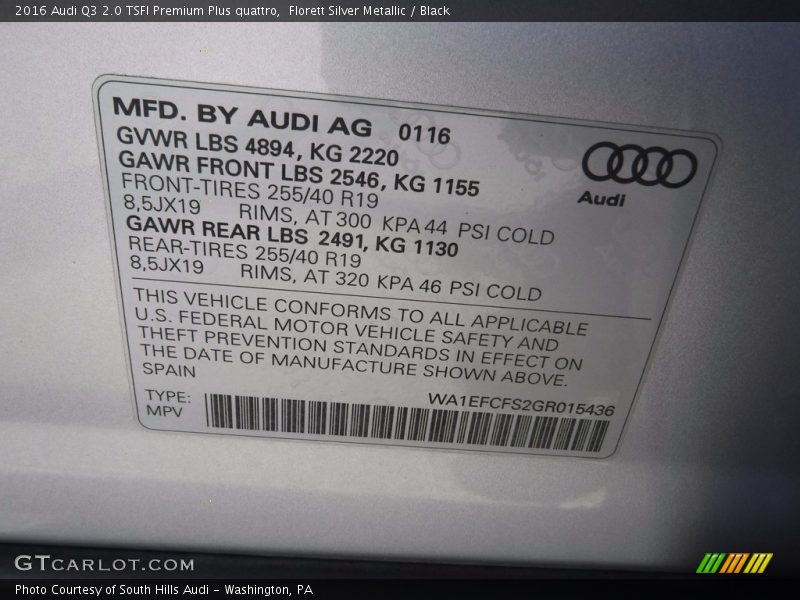 2016 Audi Q3 2.0 TSFI Premium Plus quattro,  Florett Silver Metallic / Black
MFD. BY AUDI AG 0116
GVWR LBS 4894, KG 2220
GAWR FRONT LBS 2546, KG 1155
FRONT-TIRES 255/40 R19
8,5JX19 RIMS, AT 300 KPA 44 PSI COLD
GAWR REAR LBS 2491, KG 1130
REAR-TIRES 255/40 R19
8,5JX19 RIMS, AT 320 KPA 46 PSI COLD
Audi
THIS VEHICLE CONFORMS TO ALL APPLICABLE
U.S. FEDERAL MOTOR VEHICLE SAFETY AND
THEFT PREVENTION STANDARDS IN EFFECT ON
THE DATE OF MANUFACTURE SHOWN ABOVE.
SPAIN
WA1EFCFS2GR015436
TYPE:
MPV
GTCARLOT.COM
Photo Courtesy of South Hills Audi - Washington, PA